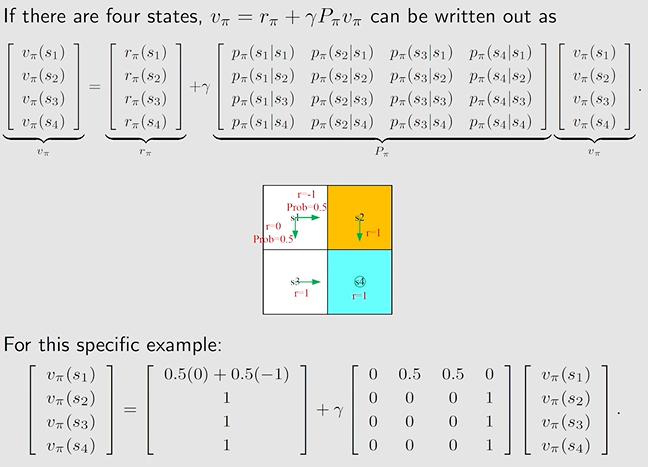 If there are four states, v_π = r_π + γP_πv_π can be written out as
[v_π(s₁)] = [r_π(s₁)] + γ [p_π(s₁|s₁) p_π(s₂|s₁) p_π(s₃|s₁) p_π(s₄|s₁)] [v_π(s₁)]
[v_π(s₂)] [r_π(s₂)] [p_π(s₁|s₂) p_π(s₂|s₂) p_π(s₃|s₂) p_π(s₄|s₂)] [v_π(s₂)]
[v_π(s₃)] [r_π(s₃)] [p_π(s₁|s₃) p_π(s₂|s₃) p_π(s₃|s₃) p_π(s₄|s₃)] [v_π(s₃)]
[v_π(s₄)] [r_π(s₄)] [p_π(s₁|s₄) p_π(s₂|s₄) p_π(s₃|s₄) p_π(s₄|s₄)] [v_π(s₄)] .
v_π r_π P_π v_π
r=-1
Prob=0.5
s1 s2
r=0
Prob=0.5
r=1
s3 s4
r=1 r=1
For this specific example:
[v_π(s₁)] = [0.5(0) + 0.5(−1)] + γ [0 0.5 0.5 0] [v_π(s₁)]
[v_π(s₂)] [1] [0 0 0 1] [v_π(s₂)]
[v_π(s₃)] [1] [0 0 0 1] [v_π(s₃)]
[v_π(s₄)] [1] [0 0 0 1] [v_π(s₄)] .